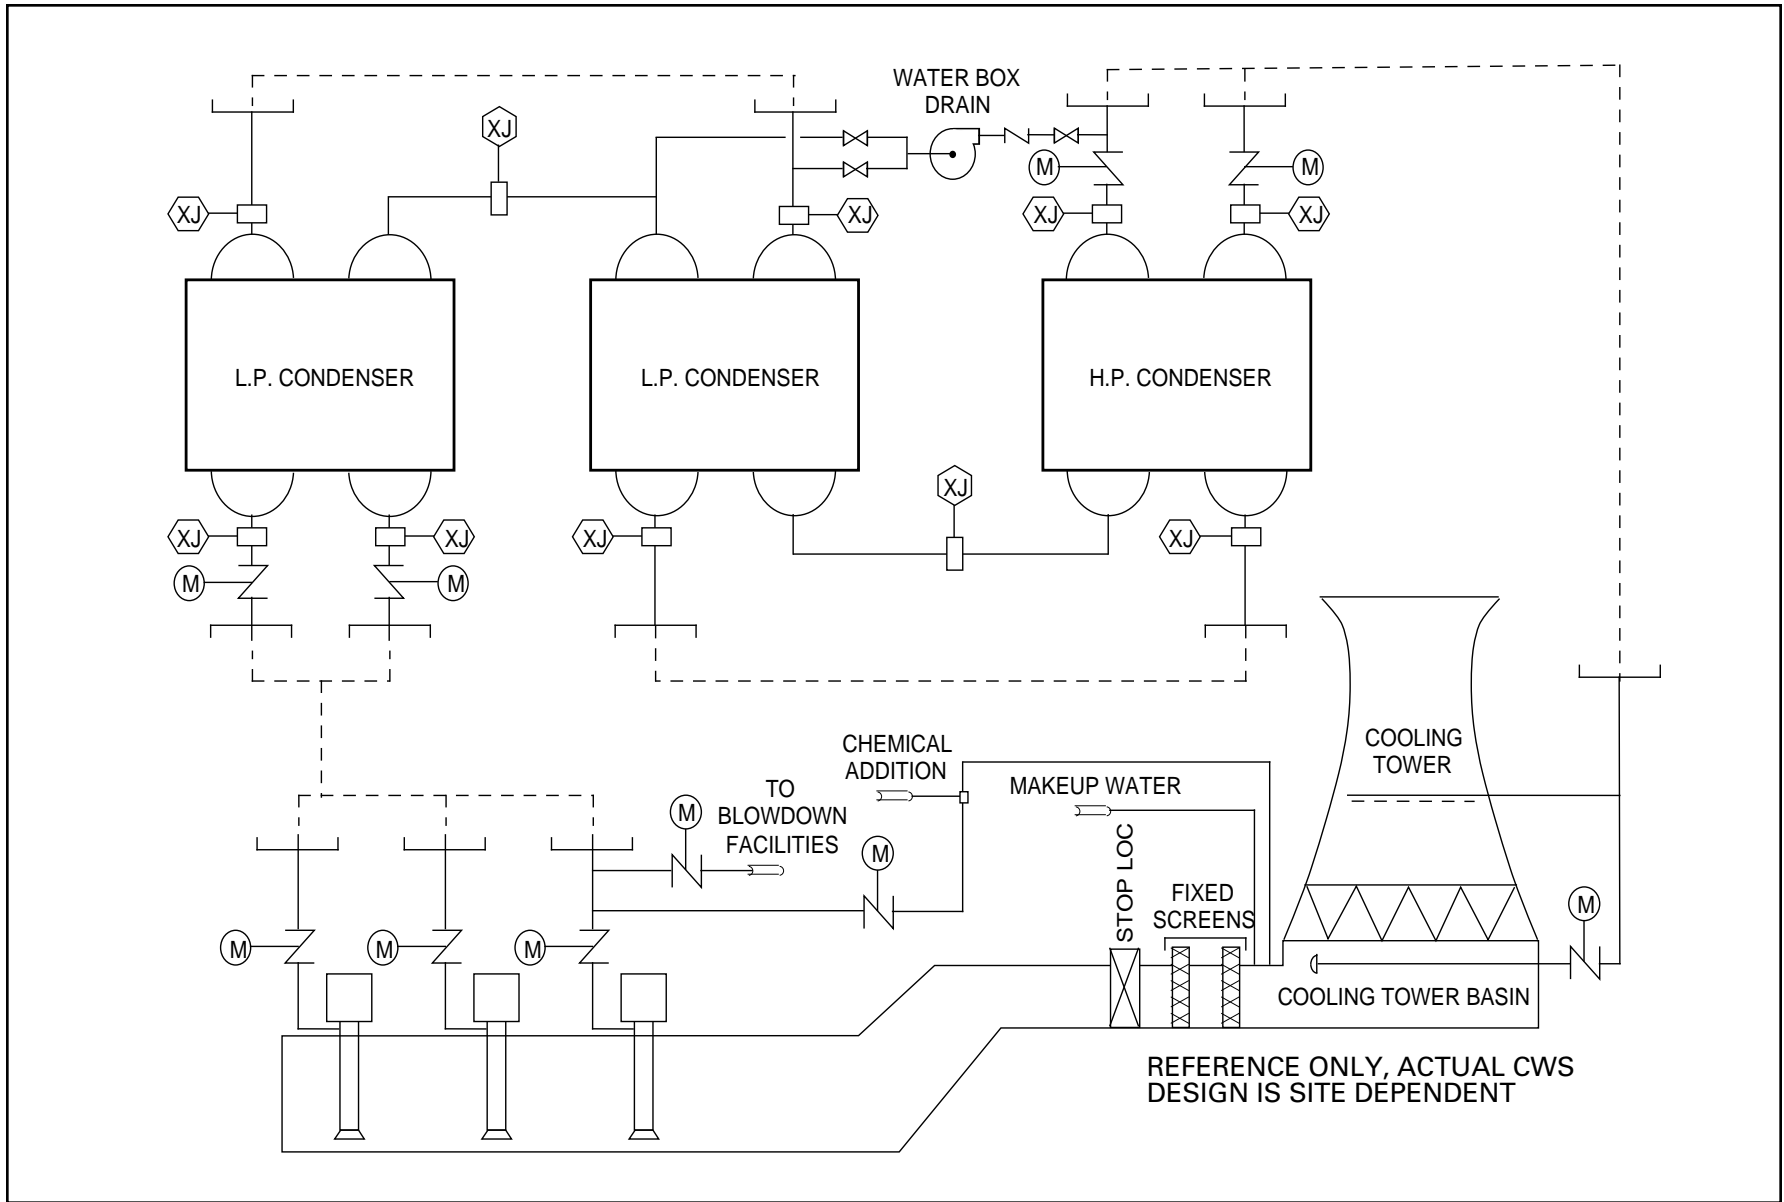 WATER BOX
DRAIN
XJ
M
M
XJ
XJ
XJ
XJ
L.P. CONDENSER
L.P. CONDENSER
H.P. CONDENSER
XJ
XJ
XJ
XJ
XJ
M
M
COOLING
TOWER
CHEMICAL
ADDITION
MAKEUP WATER
TO
BLOWDOWN
FACILITIES
M
M
STOP LOC
FIXED
SCREENS
M
M
M
M
COOLING TOWER BASIN
REFERENCE ONLY, ACTUAL CWS
DESIGN IS SITE DEPENDENT